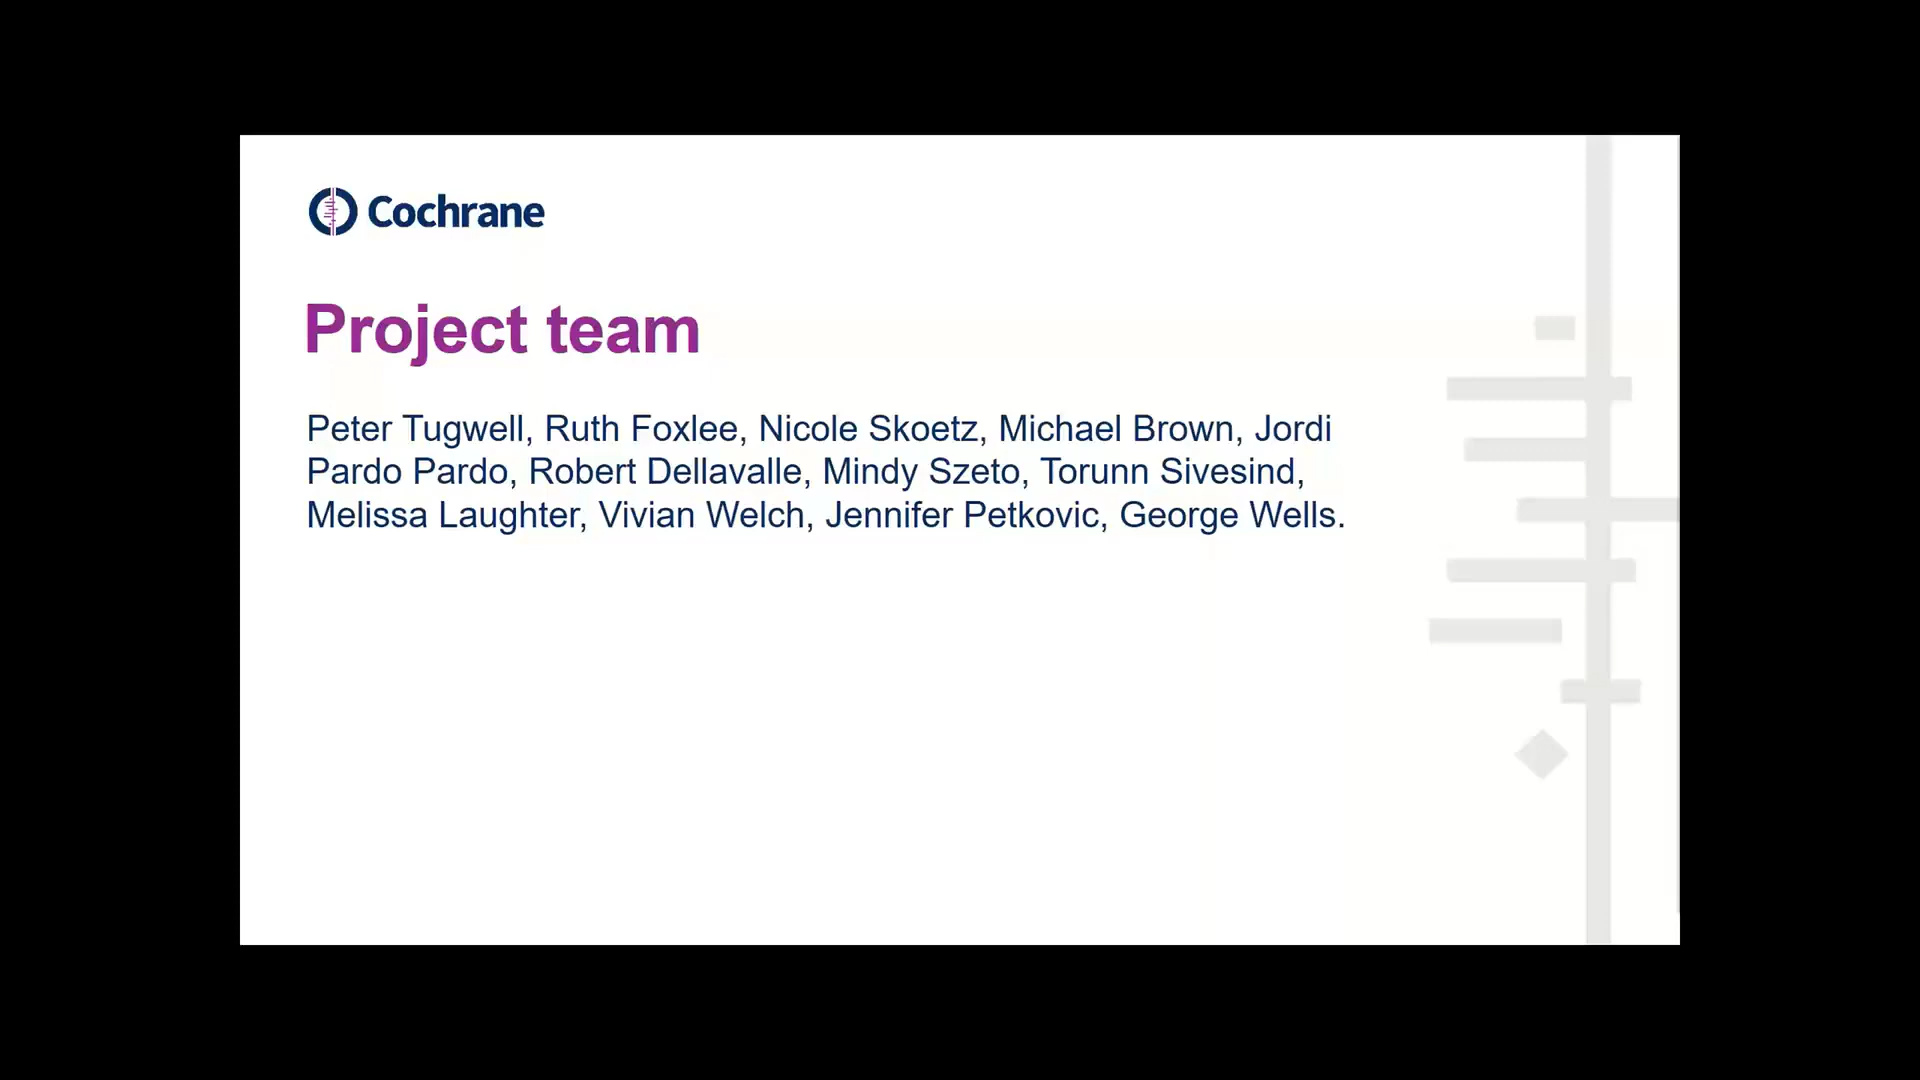 Cochrane
Project team
Peter Tugwell, Ruth Foxlee, Nicole Skoetz, Michael Brown, Jordi
Pardo Pardo, Robert Dellavalle, Mindy Szeto, Torunn Sivesind,
Melissa Laughter, Vivian Welch, Jennifer Petkovic, George Wells.